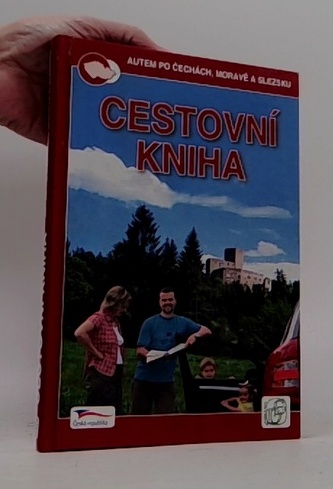 AUTEM PO ČECHÁCH, MORAVĚ A SLEZSKU
CESTOVNÍ
KNIHA
Česká republika